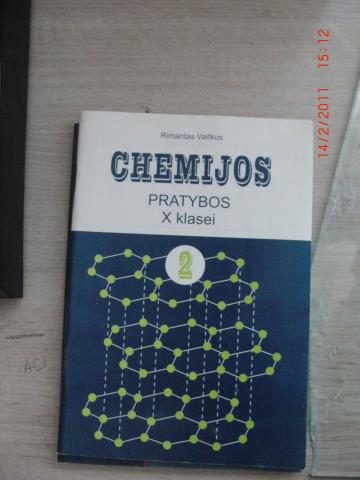 Rimantas Vaitkus
CHEMIJOS
PRATYBOS
X klasei
2
14/2/2011 15:12